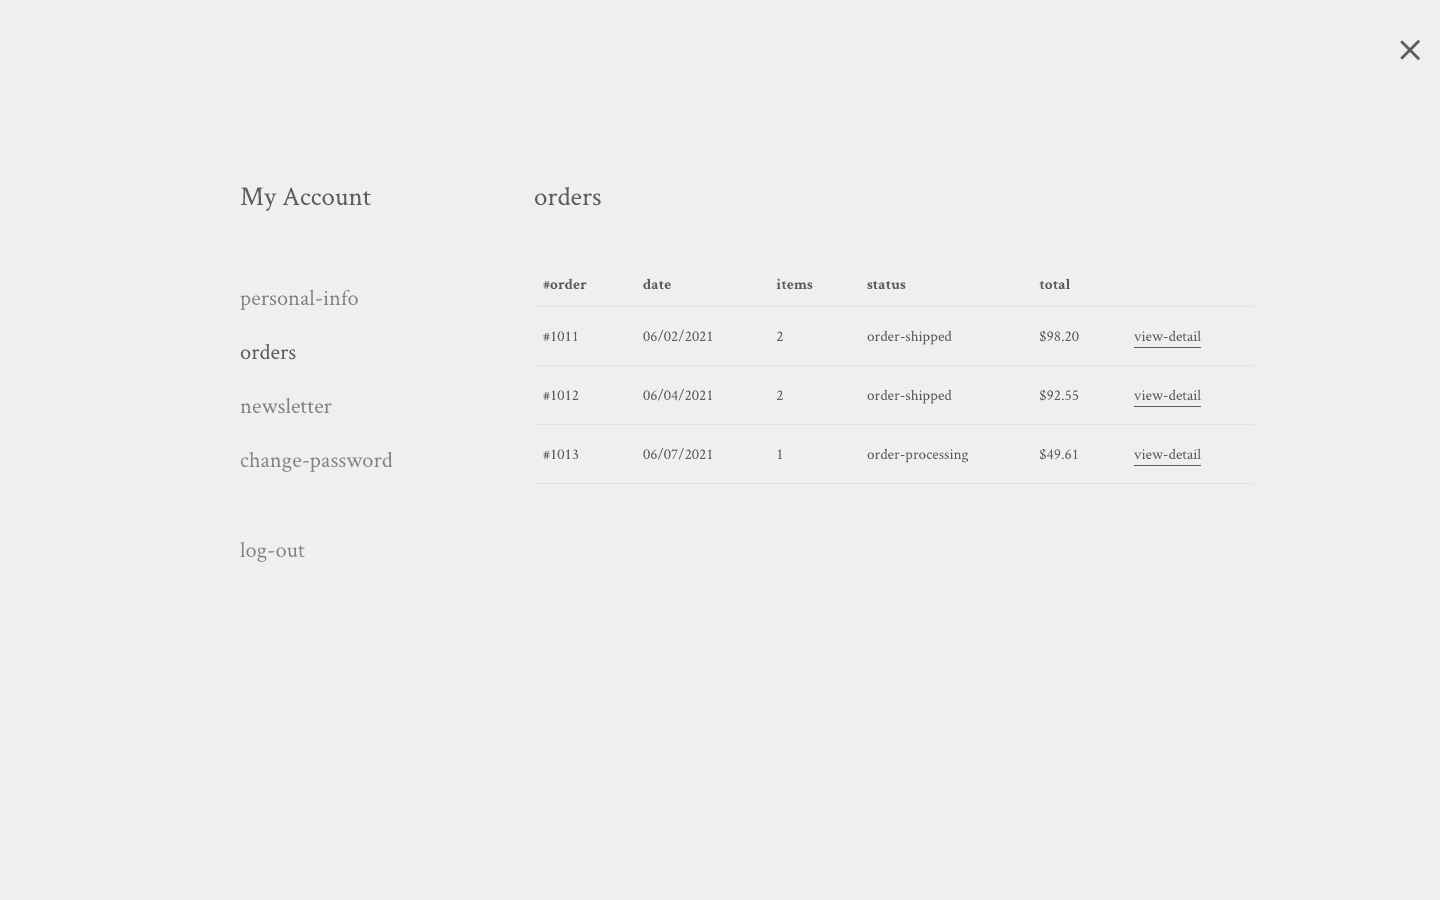 My Account
personal-info
orders
newsletter
change-password
log-out
orders
#order date items status total
#1011 06/02/2021 2 order-shipped $98.20 view-detail
#1012 06/04/2021 2 order-shipped $92.55 view-detail
#1013 06/07/2021 1 order-processing $49.61 view-detail